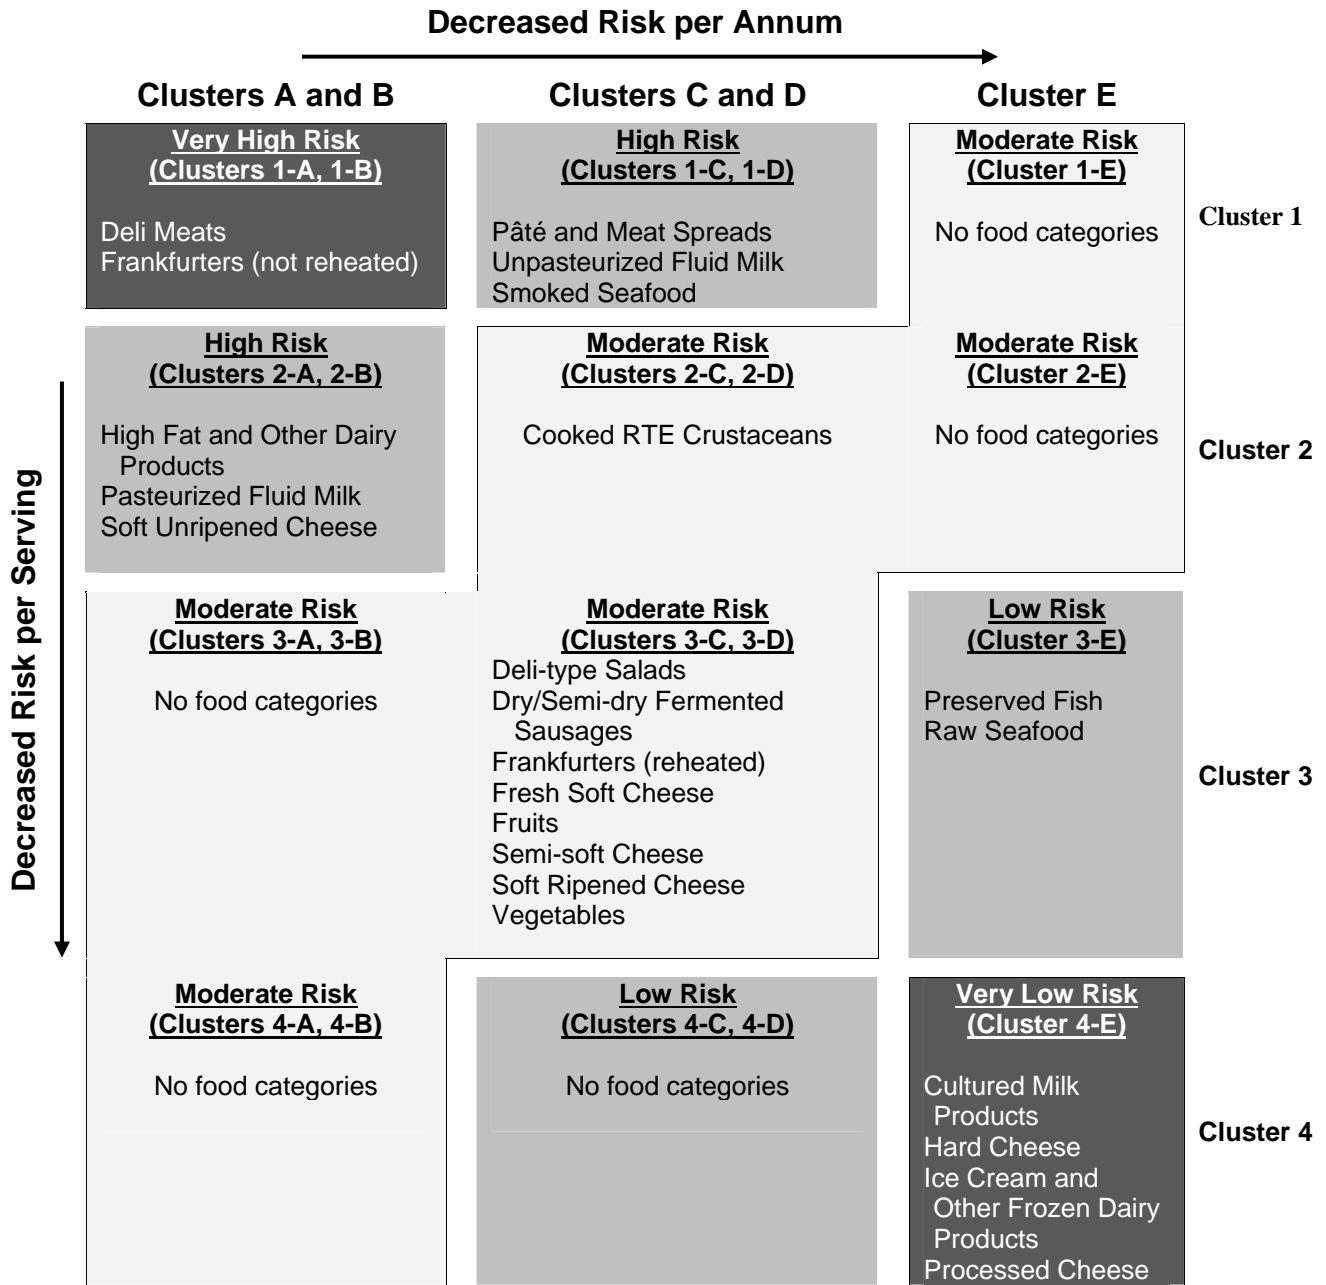 Decreased Risk per Annum
Clusters A and B
Clusters C and D
Cluster E
Very High Risk
(Clusters 1-A, 1-B)
Deli Meats
Frankfurters (not reheated)
High Risk
(Clusters 1-C, 1-D)
Pâté and Meat Spreads
Unpasteurized Fluid Milk
Smoked Seafood
Moderate Risk
(Cluster 1-E)
No food categories
Cluster 1
High Risk
(Clusters 2-A, 2-B)
High Fat and Other Dairy
Products
Pasteurized Fluid Milk
Soft Unripened Cheese
Moderate Risk
(Clusters 2-C, 2-D)
Cooked RTE Crustaceans
Moderate Risk
(Cluster 2-E)
No food categories
Cluster 2
Decreased Risk per Serving
Moderate Risk
(Clusters 3-A, 3-B)
No food categories
Moderate Risk
(Clusters 3-C, 3-D)
Deli-type Salads
Dry/Semi-dry Fermented
Sausages
Frankfurters (reheated)
Fresh Soft Cheese
Fruits
Semi-soft Cheese
Soft Ripened Cheese
Vegetables
Low Risk
(Cluster 3-E)
Preserved Fish
Raw Seafood
Cluster 3
Moderate Risk
(Clusters 4-A, 4-B)
No food categories
Low Risk
(Clusters 4-C, 4-D)
No food categories
Very Low Risk
(Cluster 4-E)
Cultured Milk
Products
Hard Cheese
Ice Cream and
Other Frozen Dairy
Products
Processed Cheese
Cluster 4